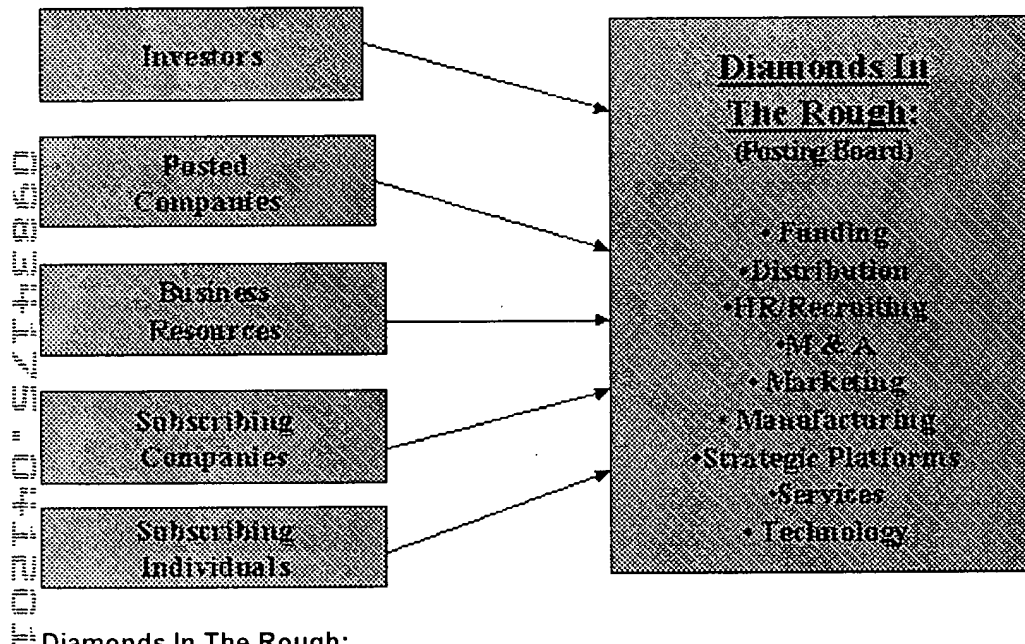 Investors
Posted
Companies
Business
Resources
Subscribing
Companies
Subscribing
Individuals
Diamonds In
The Rough:
(Posting Board)
• Funding
•Distribution
•HR/Recruiting
•M & A
• Marketing
• Manufacturing
•Strategic Platforms
•Services
• Technology
Diamonds In The Rough: